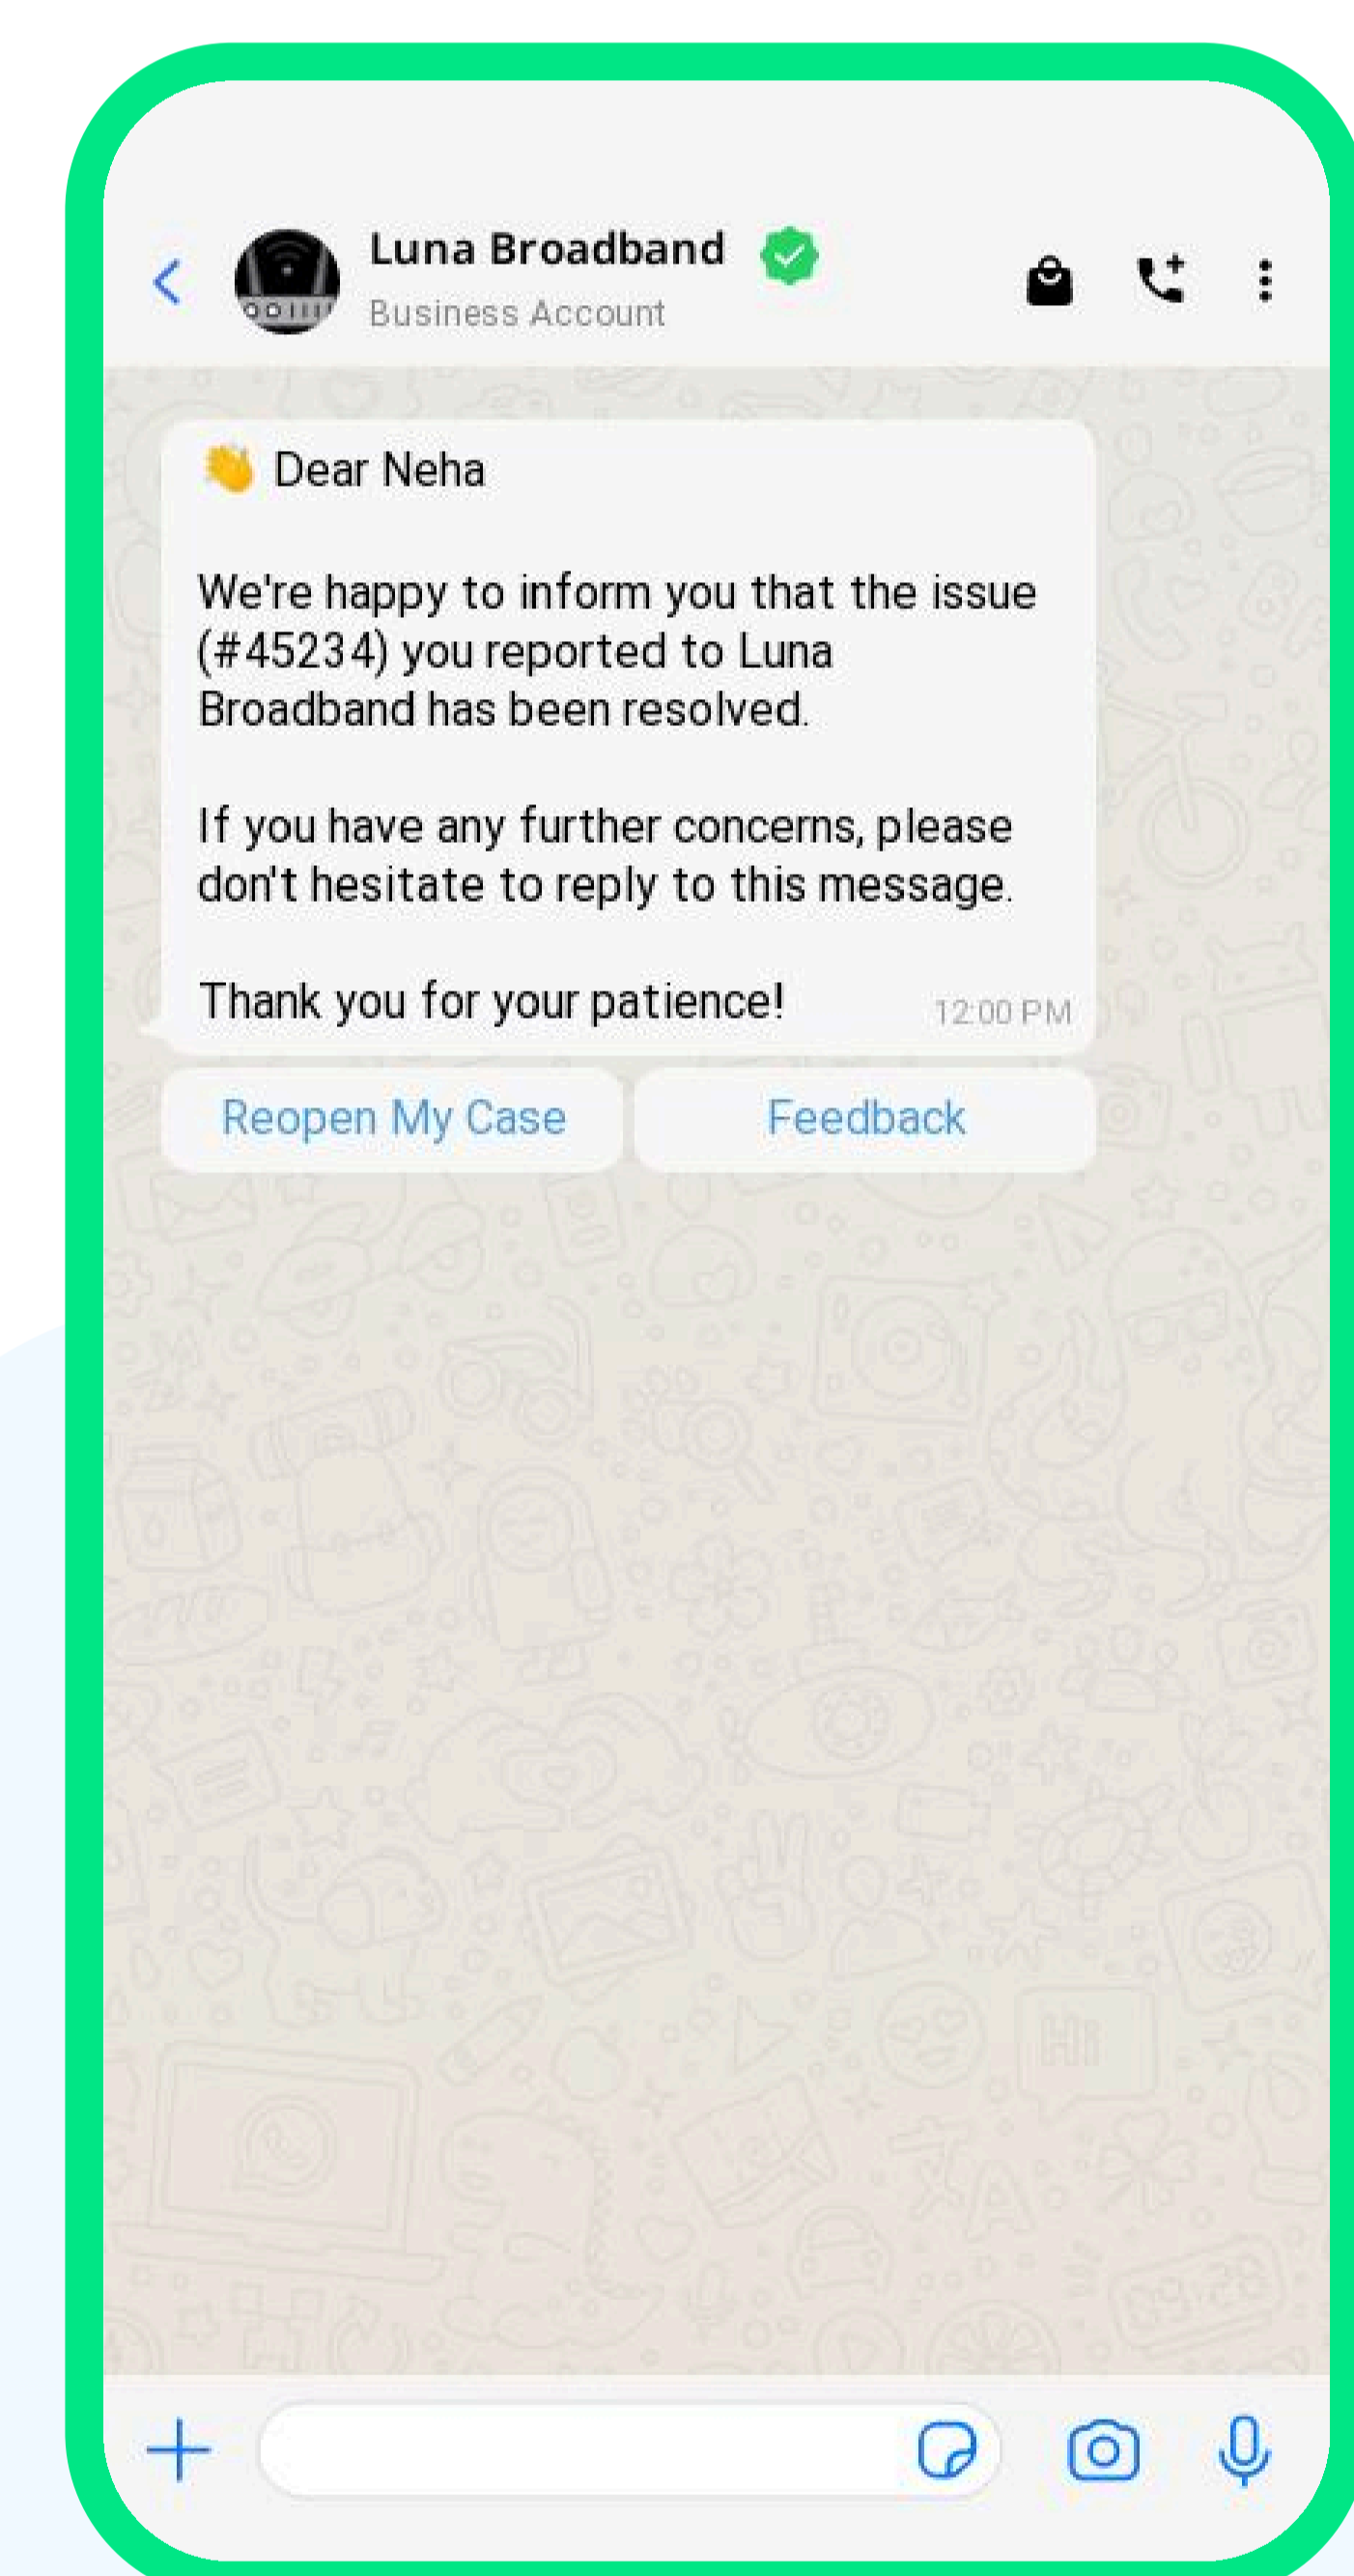 Luna Broadband
Business Account
👋 Dear Neha
We're happy to inform you that the issue
(#45234) you reported to Luna
Broadband has been resolved.
If you have any further concerns, please
don't hesitate to reply to this message.
Thank you for your patience!
12:00 PM
Reopen My Case
Feedback
Hi